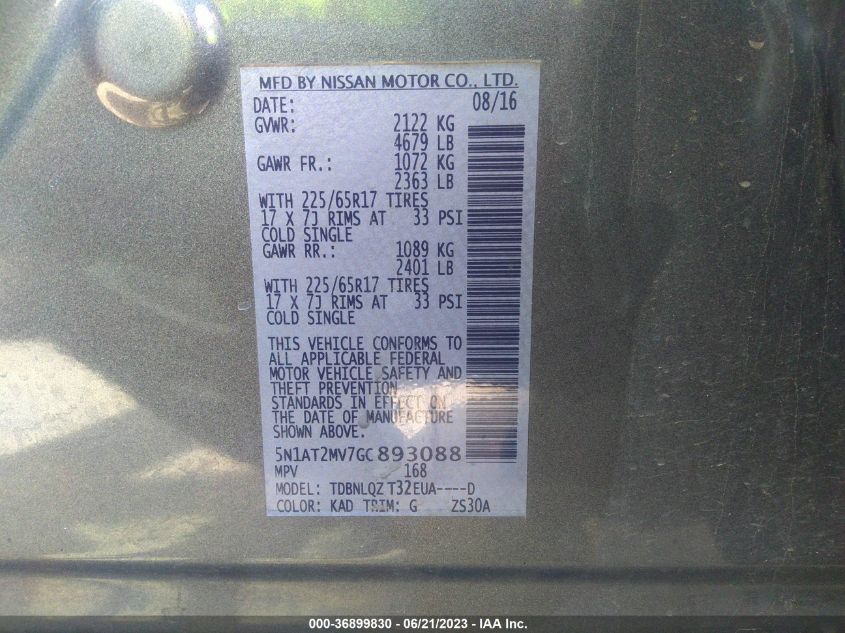 MFD BY NISSAN MOTOR CO., LTD.
DATE: 08/16
GVWR: 2122 KG
4679 LB
GAWR FR.: 1072 KG
2363 LB
WITH 225/65R17 TIRES
17 X 7J RIMS AT 33 PSI
COLD SINGLE
GAWR RR.: 1089 KG
2401 LB
WITH 225/65R17 TIRES
17 X 7J RIMS AT 33 PSI
COLD SINGLE
THIS VEHICLE CONFORMS TO
ALL APPLICABLE FEDERAL
MOTOR VEHICLE SAFETY AND
THEFT PREVENTION
STANDARDS IN EFFECT ON
THE DATE OF MANUFACTURE
SHOWN ABOVE.
5N1AT2MV7GC893088
MPV 168
MODEL: TDBNLQZ T32EUA----D
COLOR: KAD TRIM: G ZS30A
000-36899830 - 06/21/2023 - IAA Inc.